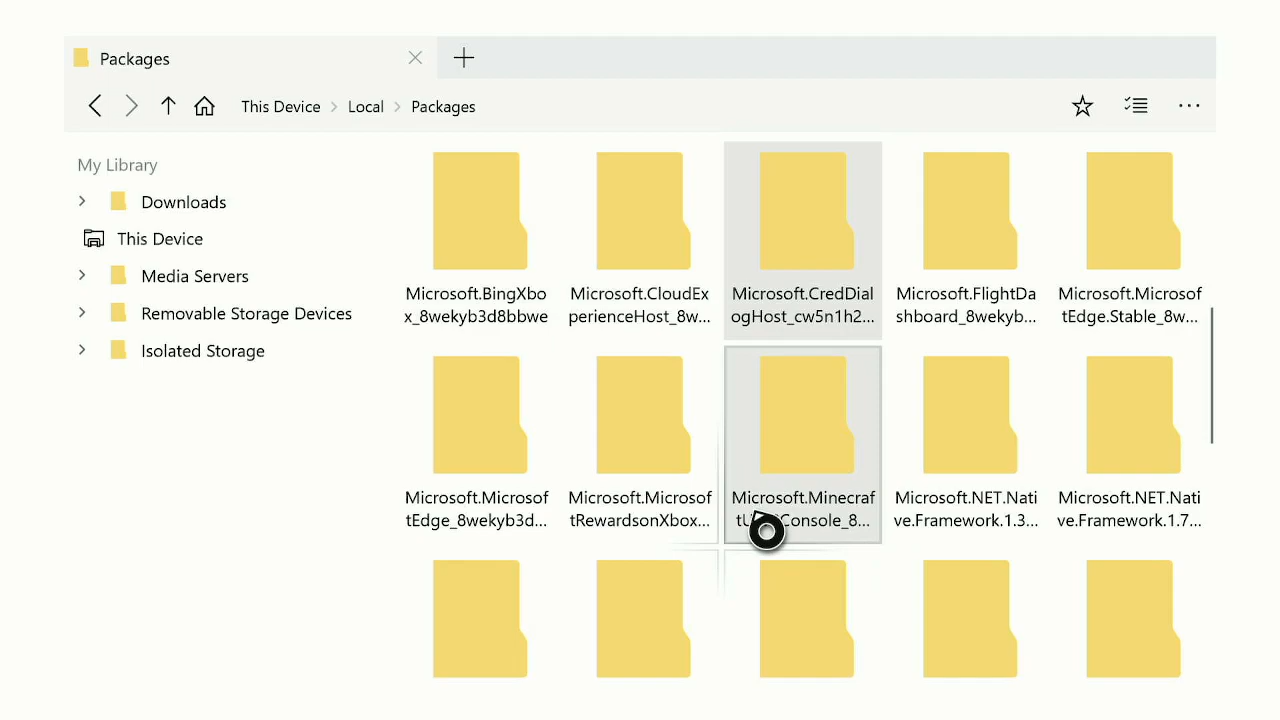 Packages
This Device
Local
Packages
My Library
Downloads
This Device
Media Servers
Removable Storage Devices
Isolated Storage
Microsoft.BingXbo
x_8wekyb3d8bbwe
Microsoft.CloudEx
perienceHost_8w...
Microsoft.CredDial
ogHost_cw5n1h2...
Microsoft.FlightDa
shboard_8wekyb...
Microsoft.Microsof
tEdge.Stable_8w...
Microsoft.Microsof
tEdge_8wekyb3d...
Microsoft.Microsof
tRewardsonXbox...
Microsoft.Minecraf
Console_8...
Microsoft.NET.Nati
ve.Framework.1.3...
Microsoft.NET.Nati
ve.Framework.1.7...